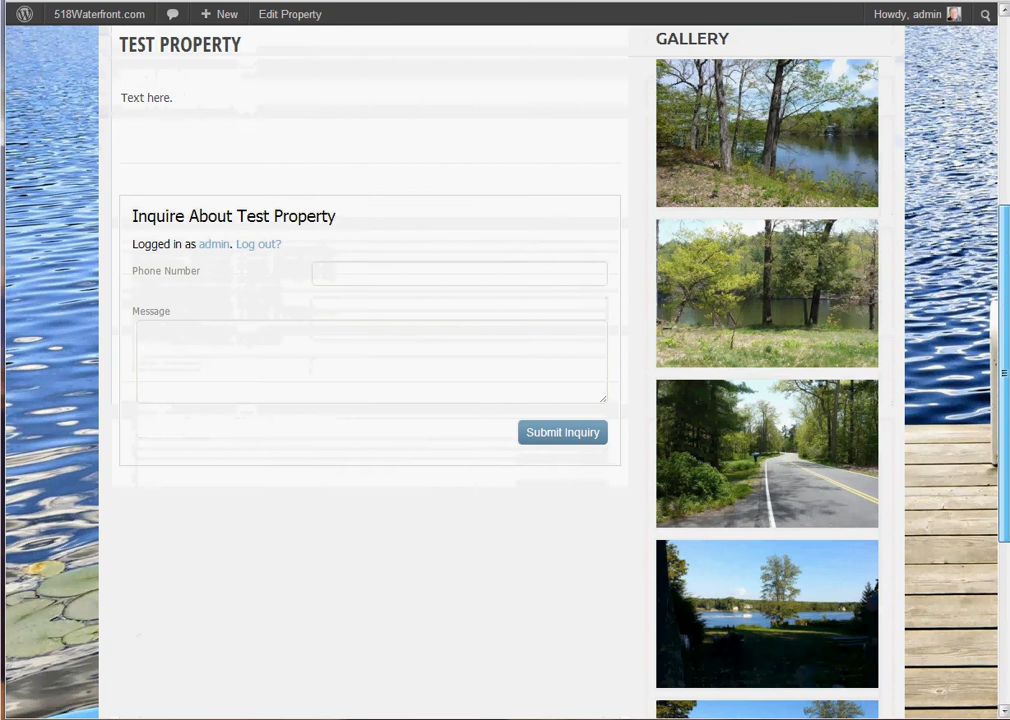 518Waterfront.com New Edit Property Howdy, admin
TEST PROPERTY
GALLERY
Text here.
Inquire About Test Property
Logged in as admin. Log out?
Phone Number
Message
Submit Inquiry